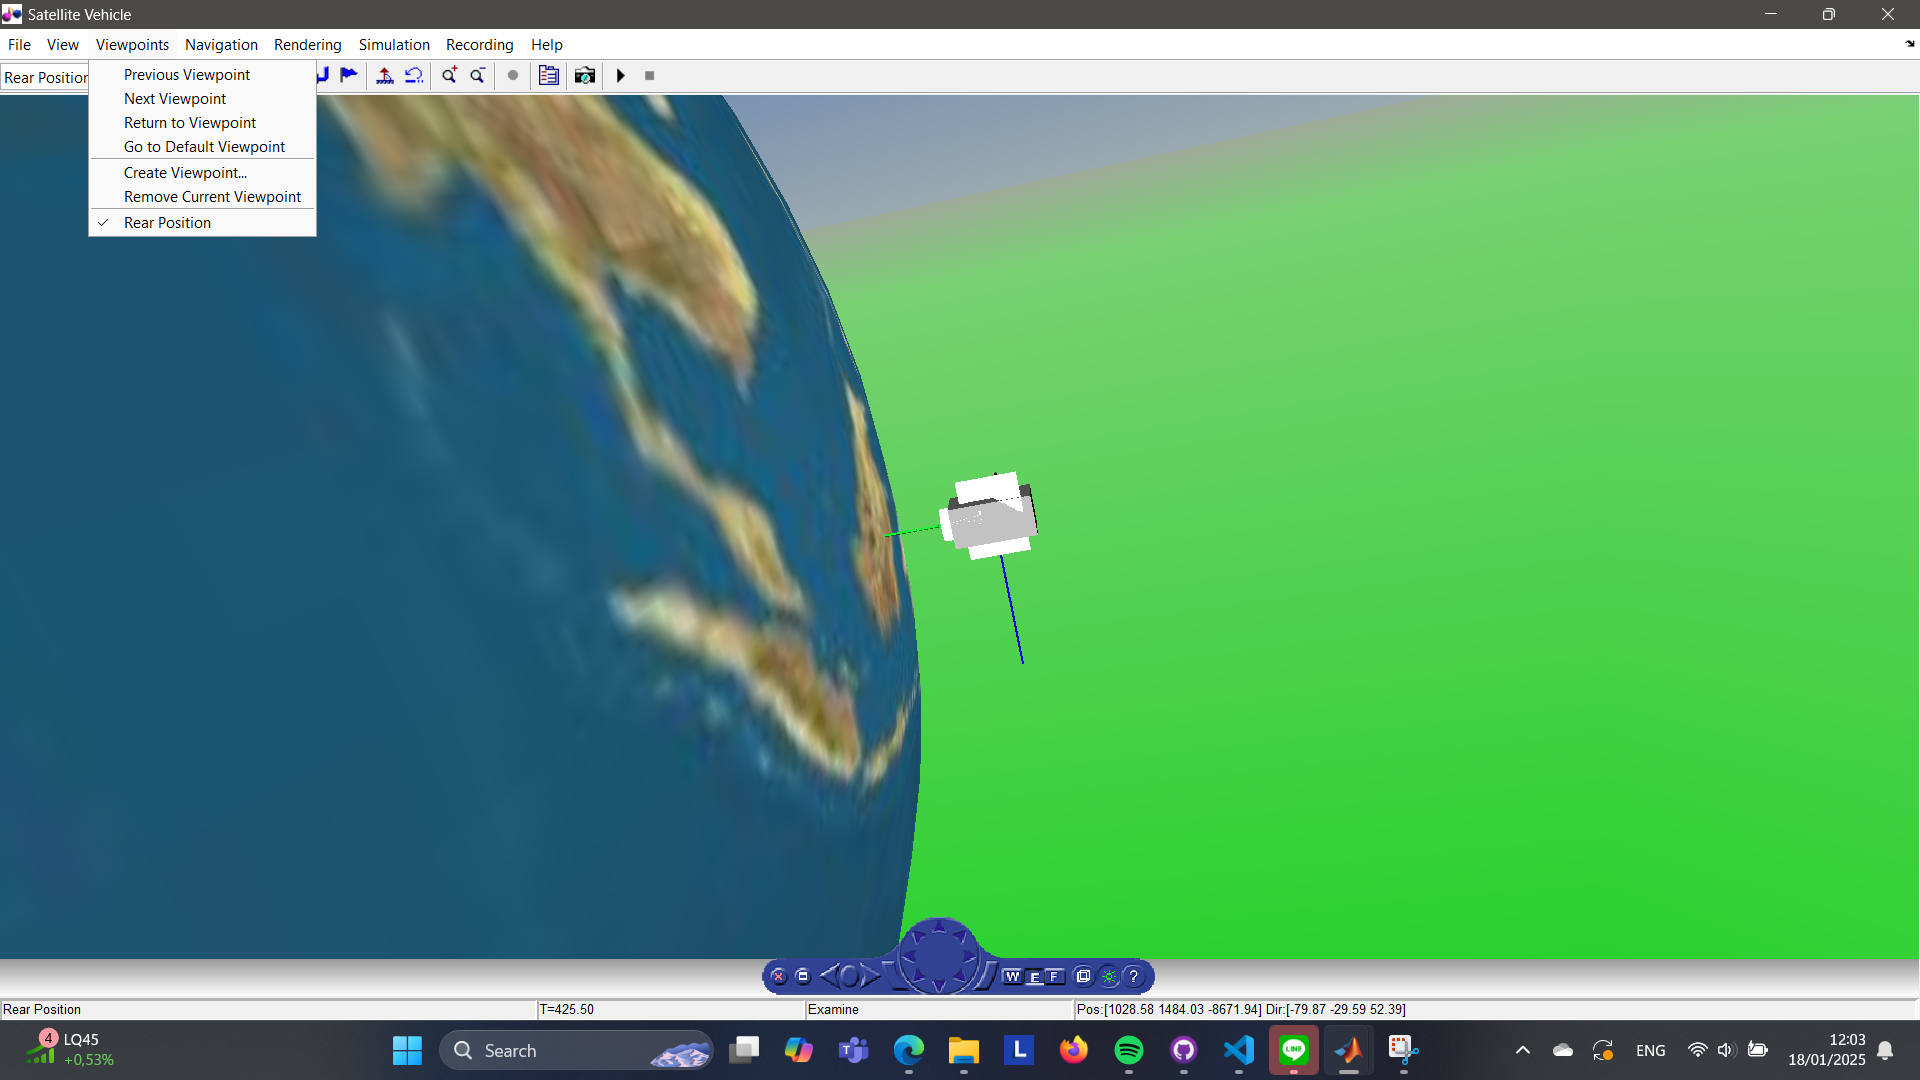 Satellite Vehicle
File View Viewpoints Navigation Rendering Simulation Recording Help
Rear Position
Previous Viewpoint
Next Viewpoint
Return to Viewpoint
Go to Default Viewpoint
Create Viewpoint...
Remove Current Viewpoint
Rear Position
W E F ?
Rear Position T=425.50 Examine Pos:[1028.58 1484.03 -8671.94] Dir:[-79.87 -29.59 52.39]
4 LQ45
+0,53%
Search
L
LINE
ENG
12:03
18/01/2025